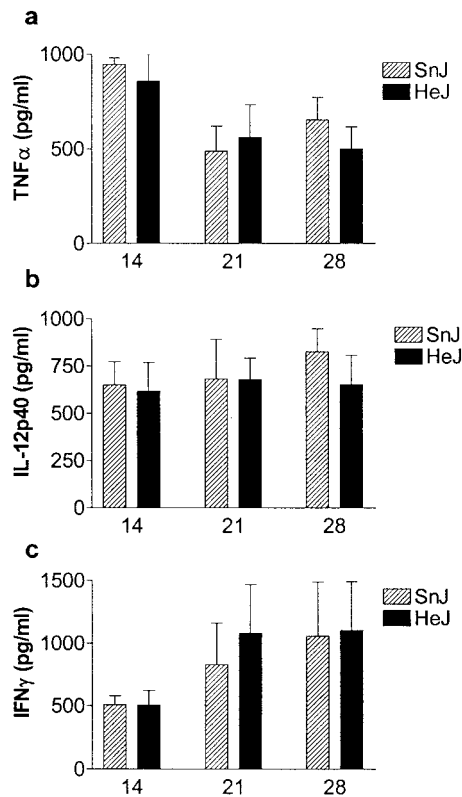 a
TNFα (pg/ml)
1000
500
0
14 21 28
SnJ
HeJ
b
IL-12p40 (pg/ml)
1000
750
500
250
0
14 21 28
SnJ
HeJ
c
IFNγ (pg/ml)
1500
1000
500
0
14 21 28
SnJ
HeJ